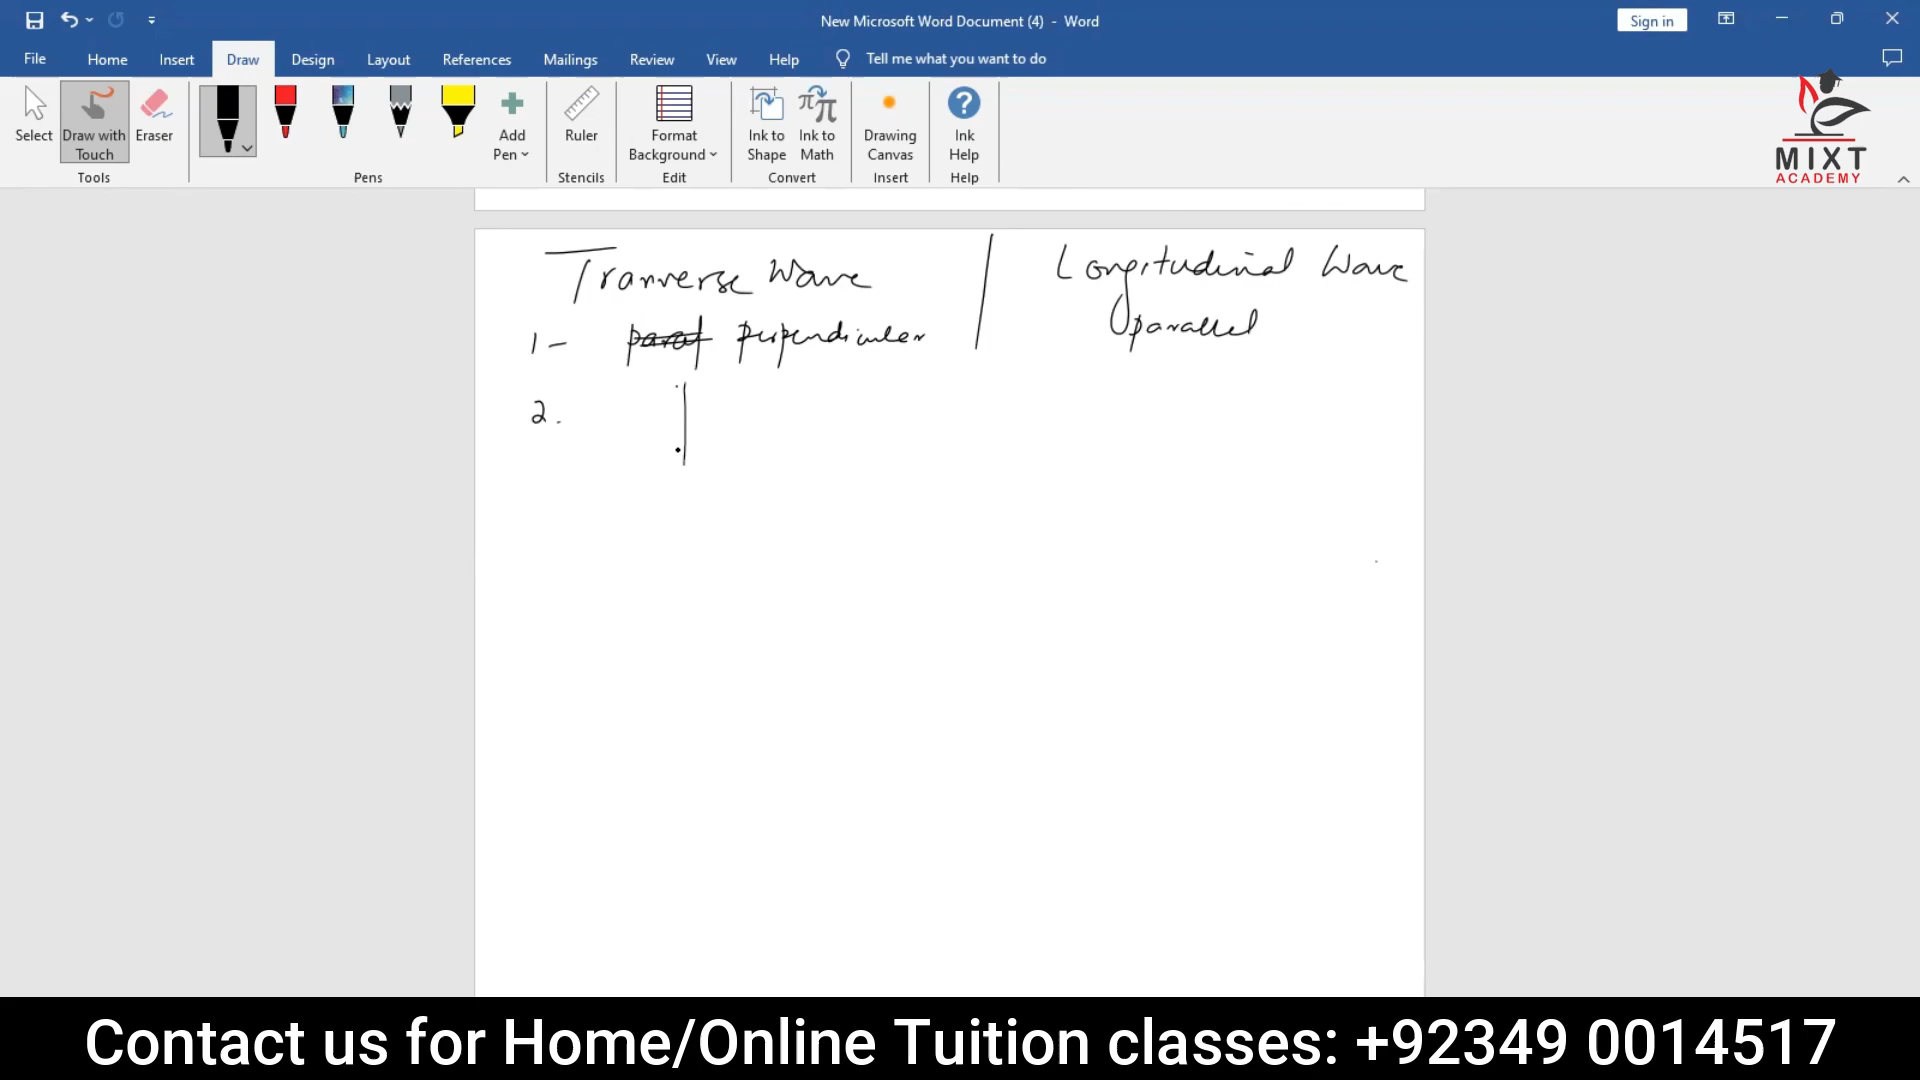 New Microsoft Word Document (4) - Word
Sign in
File Home Insert Draw Design Layout References Mailings Review View Help Tell me what you want to do
Select
Draw with Touch
Eraser
Add Pen
Ruler
Format Background
Ink to Shape
Ink to Math
Drawing Canvas
Ink Help
Tools Pens Stencils Edit Convert Insert Help
MIXT
ACADEMY
Tranverse Wave Longitudinal Wave
1- paral perpendicular parallel
2.
Contact us for Home/Online Tuition classes: +92349 0014517